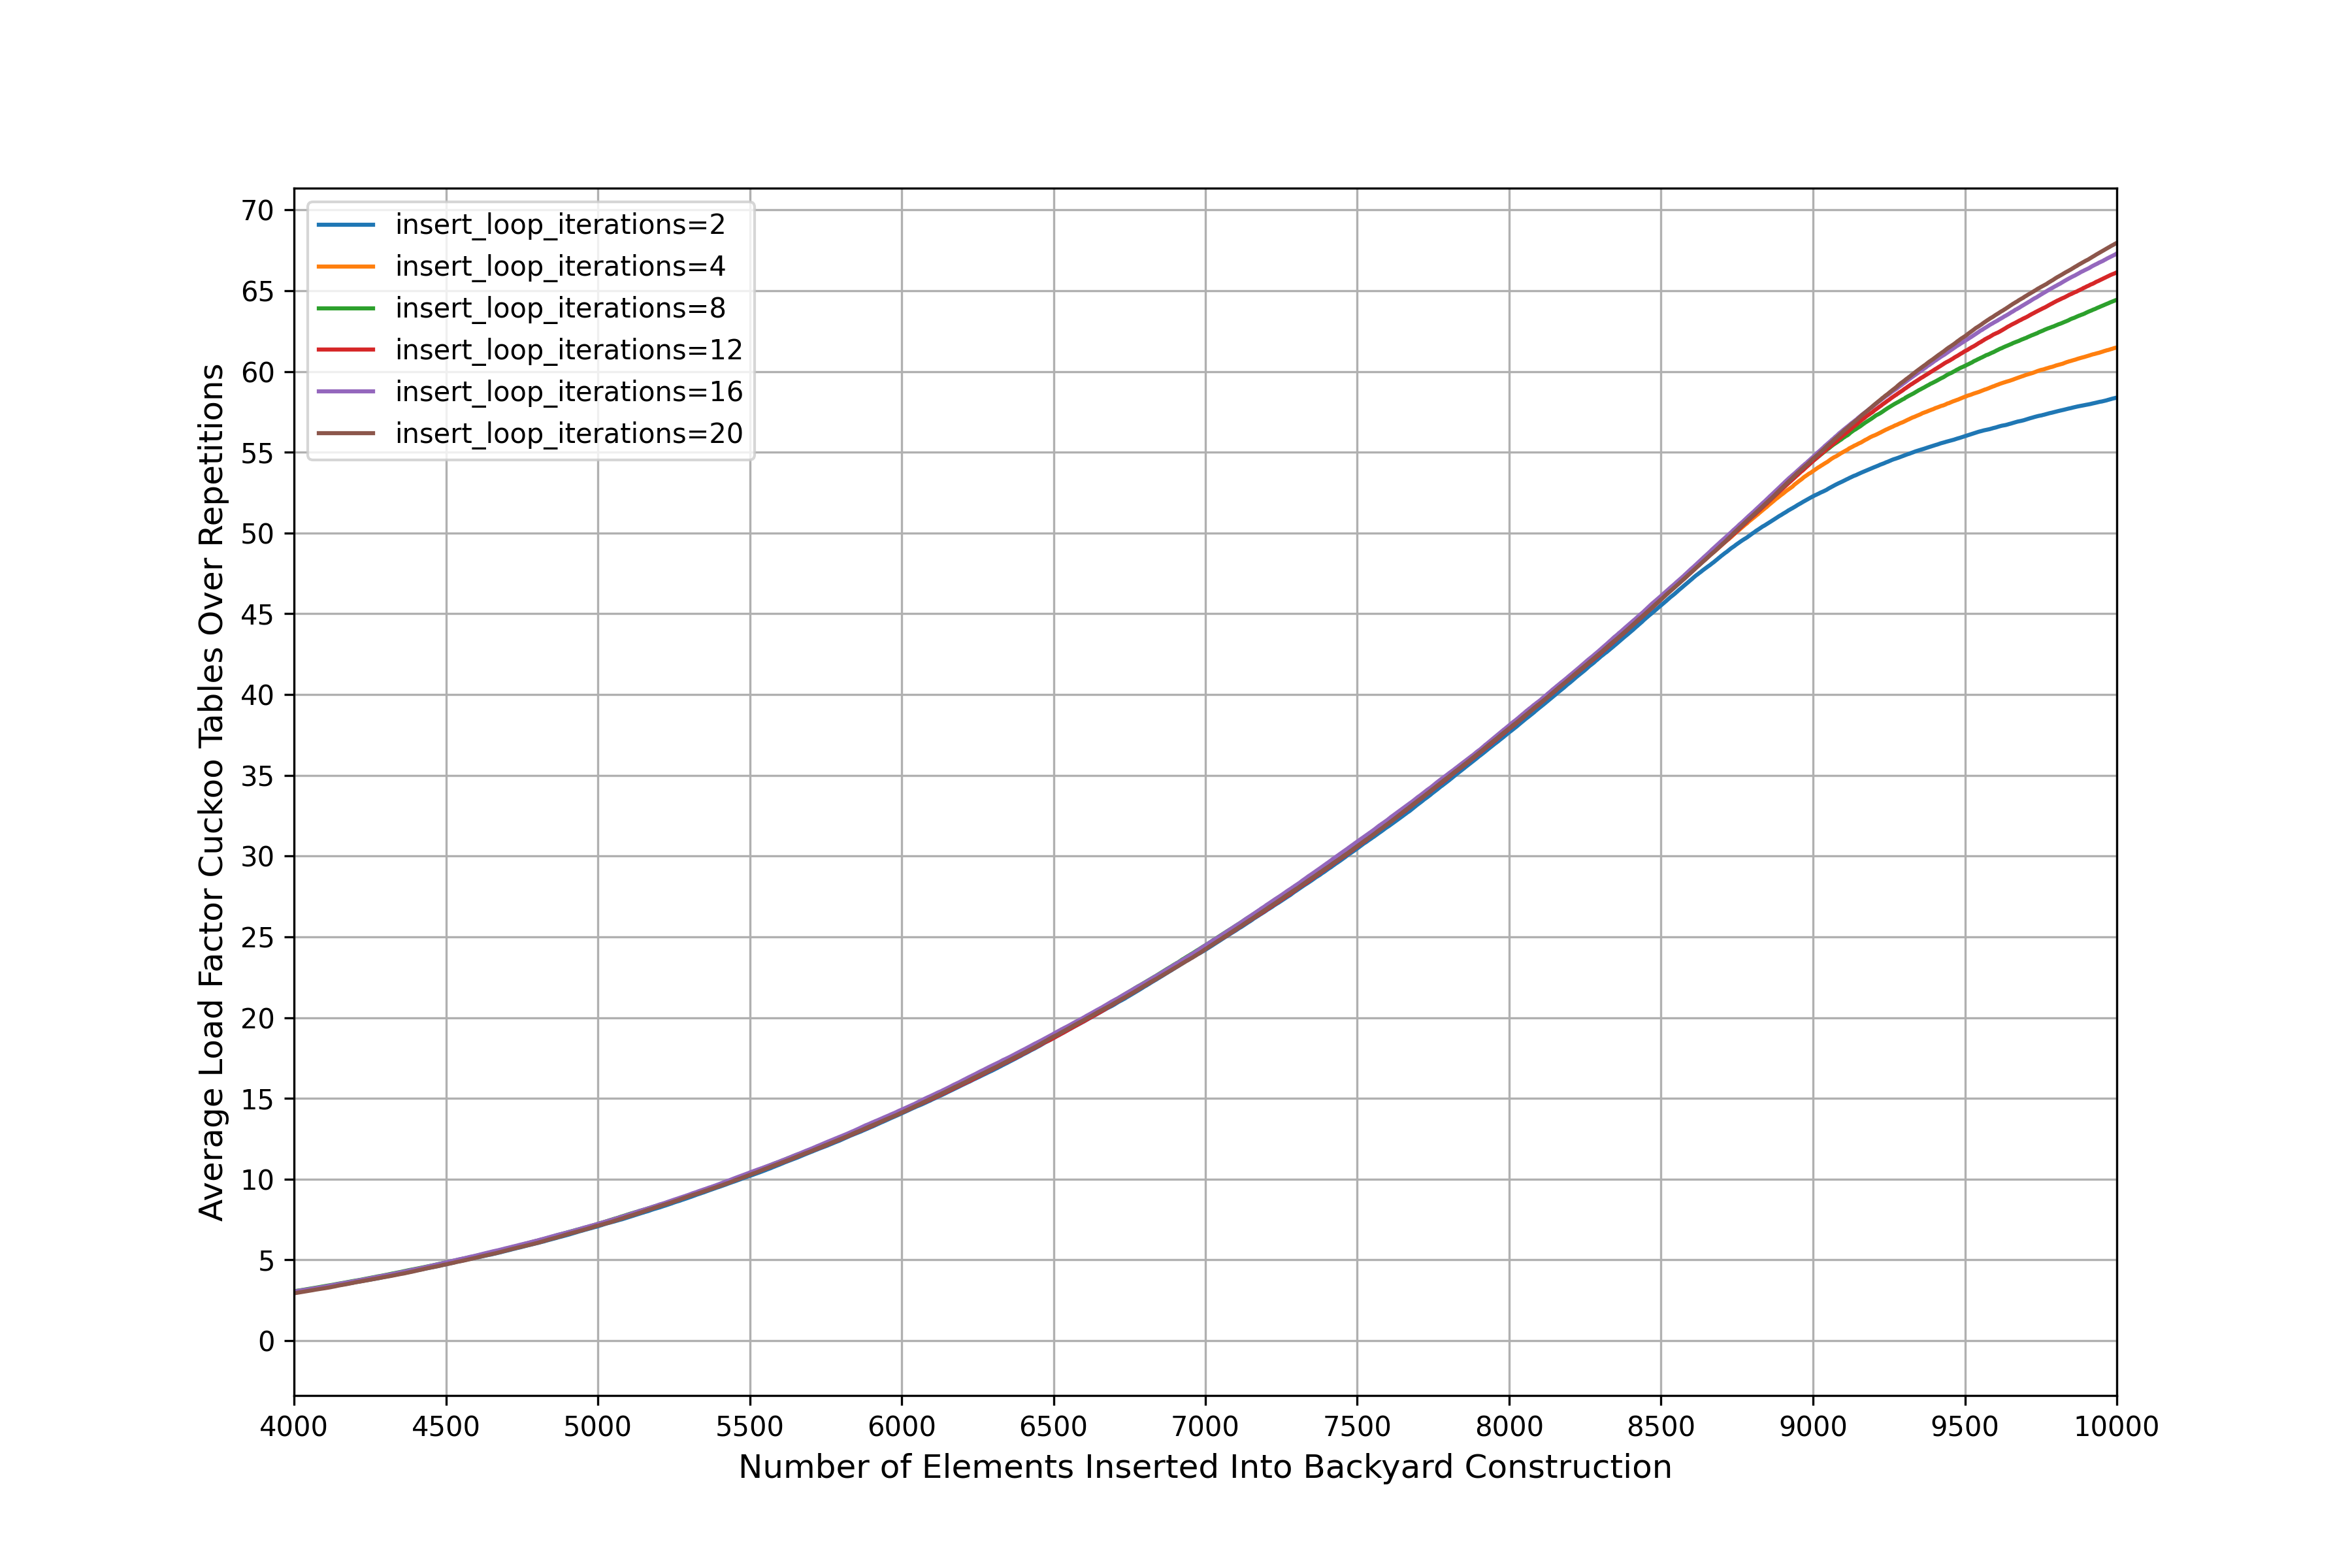 insert_loop_iterations=2
insert_loop_iterations=4
insert_loop_iterations=8
insert_loop_iterations=12
insert_loop_iterations=16
insert_loop_iterations=20
Average Load Factor Cuckoo Tables Over Repetitions
70
65
60
55
50
45
40
35
30
25
20
15
10
5
0
4000 4500 5000 5500 6000 6500 7000 7500 8000 8500 9000 9500 10000
Number of Elements Inserted Into Backyard Construction